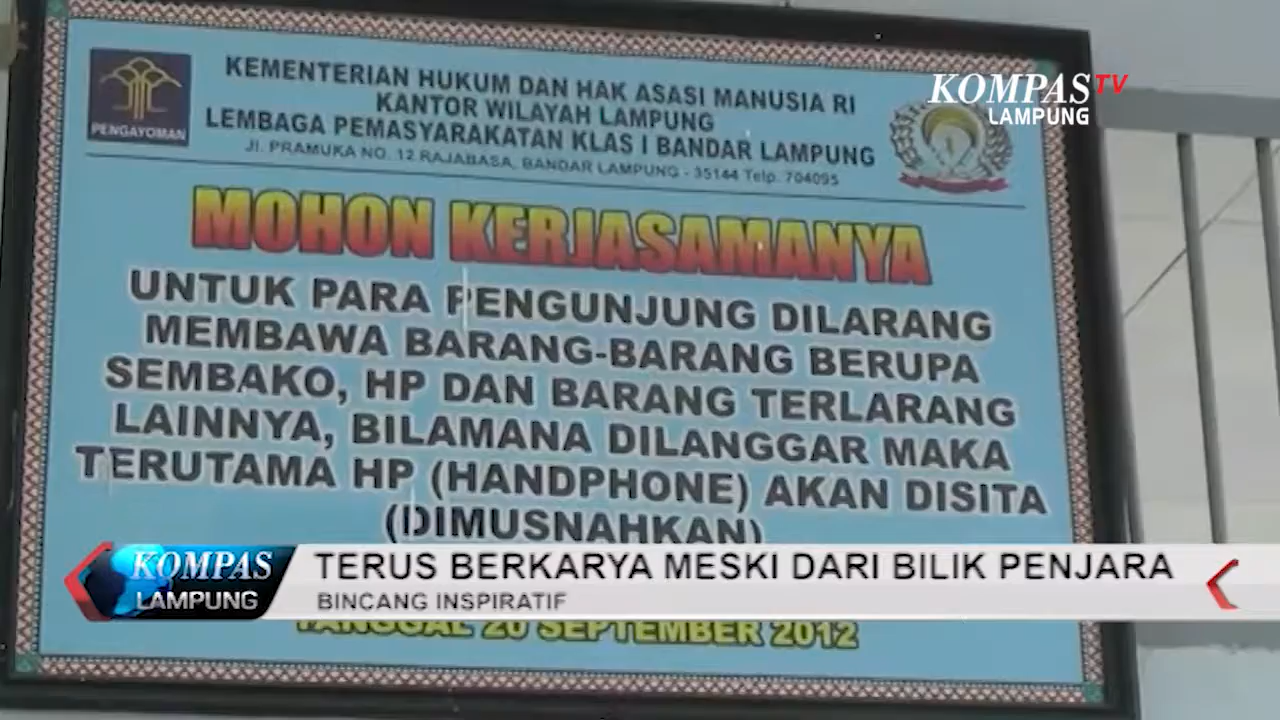 KEMENTERIAN HUKUM DAN HAK ASASI MANUSIA RI
KANTOR WILAYAH LAMPUNG
LEMBAGA PEMASYARAKATAN KLAS I BANDAR LAMPUNG
JL. PRAMUKA NO. 12 RAJABASA, BANDAR LAMPUNG - 35144 Telp. 704095
PENGAYOMAN
KOMPASTV
LAMPUNG
MOHON KERJASAMANYA
UNTUK PARA PENGUNJUNG DILARANG
MEMBAWA BARANG-BARANG BERUPA
SEMBAKO, HP DAN BARANG TERLARANG
LAINNYA, BILAMANA DILANGGAR MAKA
TERUTAMA HP (HANDPHONE) AKAN DISITA
(DIMUSNAHKAN)
KOMPAS
LAMPUNG
TERUS BERKARYA MESKI DARI BILIK PENJARA
BINCANG INSPIRATIF
TANGGAL 20 SEPTEMBER 2012